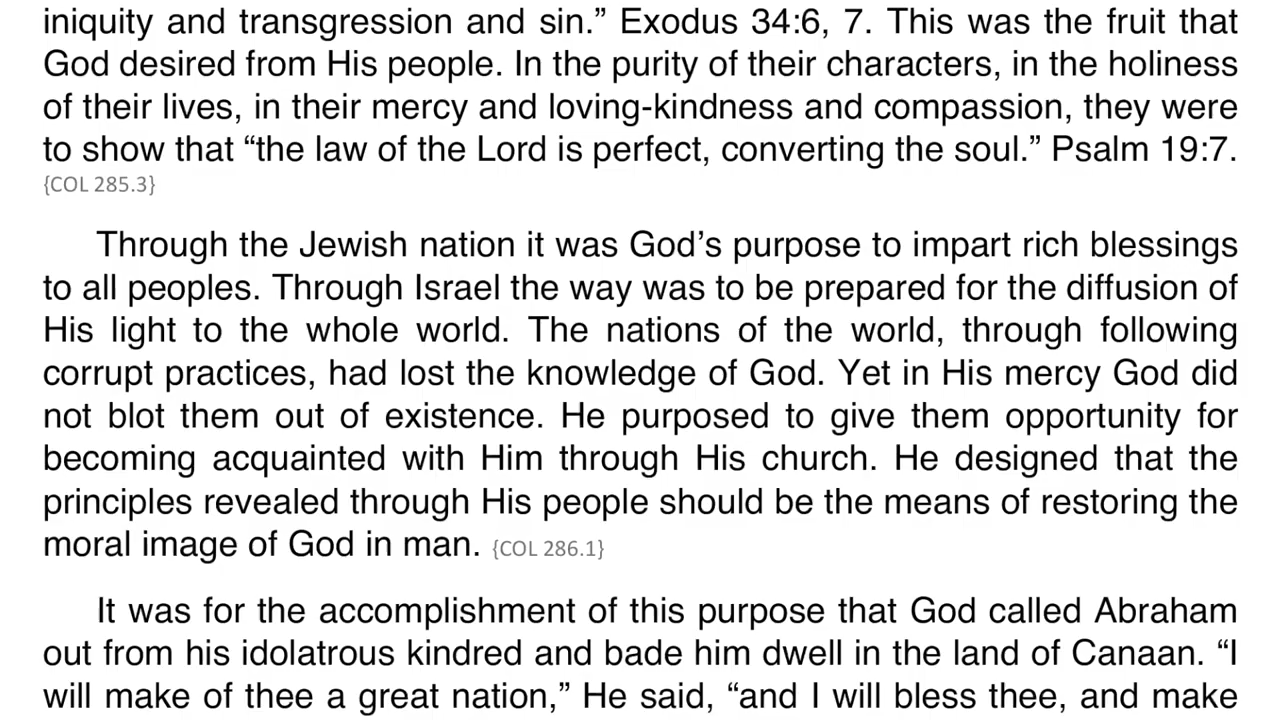 iniquity and transgression and sin.” Exodus 34:6, 7. This was the fruit that
God desired from His people. In the purity of their characters, in the holiness
of their lives, in their mercy and loving-kindness and compassion, they were
to show that “the law of the Lord is perfect, converting the soul.” Psalm 19:7.
{COL 285.3}
Through the Jewish nation it was God’s purpose to impart rich blessings
to all peoples. Through Israel the way was to be prepared for the diffusion of
His light to the whole world. The nations of the world, through following
corrupt practices, had lost the knowledge of God. Yet in His mercy God did
not blot them out of existence. He purposed to give them opportunity for
becoming acquainted with Him through His church. He designed that the
principles revealed through His people should be the means of restoring the
moral image of God in man. {COL 286.1}
It was for the accomplishment of this purpose that God called Abraham
out from his idolatrous kindred and bade him dwell in the land of Canaan. “I
will make of thee a great nation,” He said, “and I will bless thee, and make